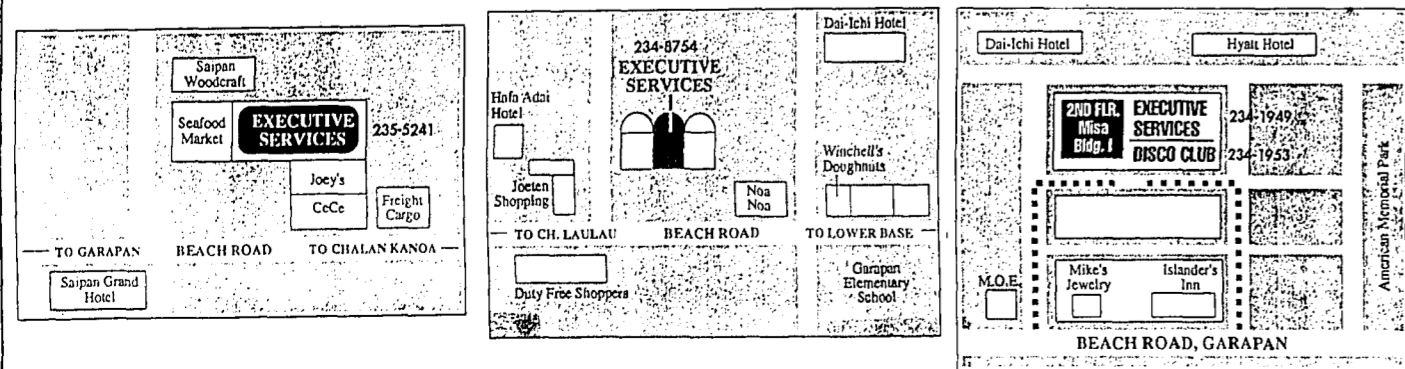 Saipan
Woodcraft
Seafood
Market
EXECUTIVE
SERVICES
235-5241
Joey's
CeCe
Freight
Cargo
TO GARAPAN
BEACH ROAD
TO CHALAN KANOA
Saipan Grand
Hotel
234-8754
EXECUTIVE
SERVICES
Dai-Ichi Hotel
Hafa Adai
Hotel
Joeten
Shopping
Winchell's
Doughnuts
Noa
Noa
TO CH. LAULAU
BEACH ROAD
TO LOWER BASE
Duty Free Shoppers
Garapan
Elementary
School
Dai-Ichi Hotel
Hyatt Hotel
2ND FLR.
Misa
Bldg. I
EXECUTIVE
SERVICES
DISCO CLUB
234-1949
234-1953
American Memorial Park
M.O.E.
Mike's
Jewelry
Islander's
Inn
BEACH ROAD, GARAPAN